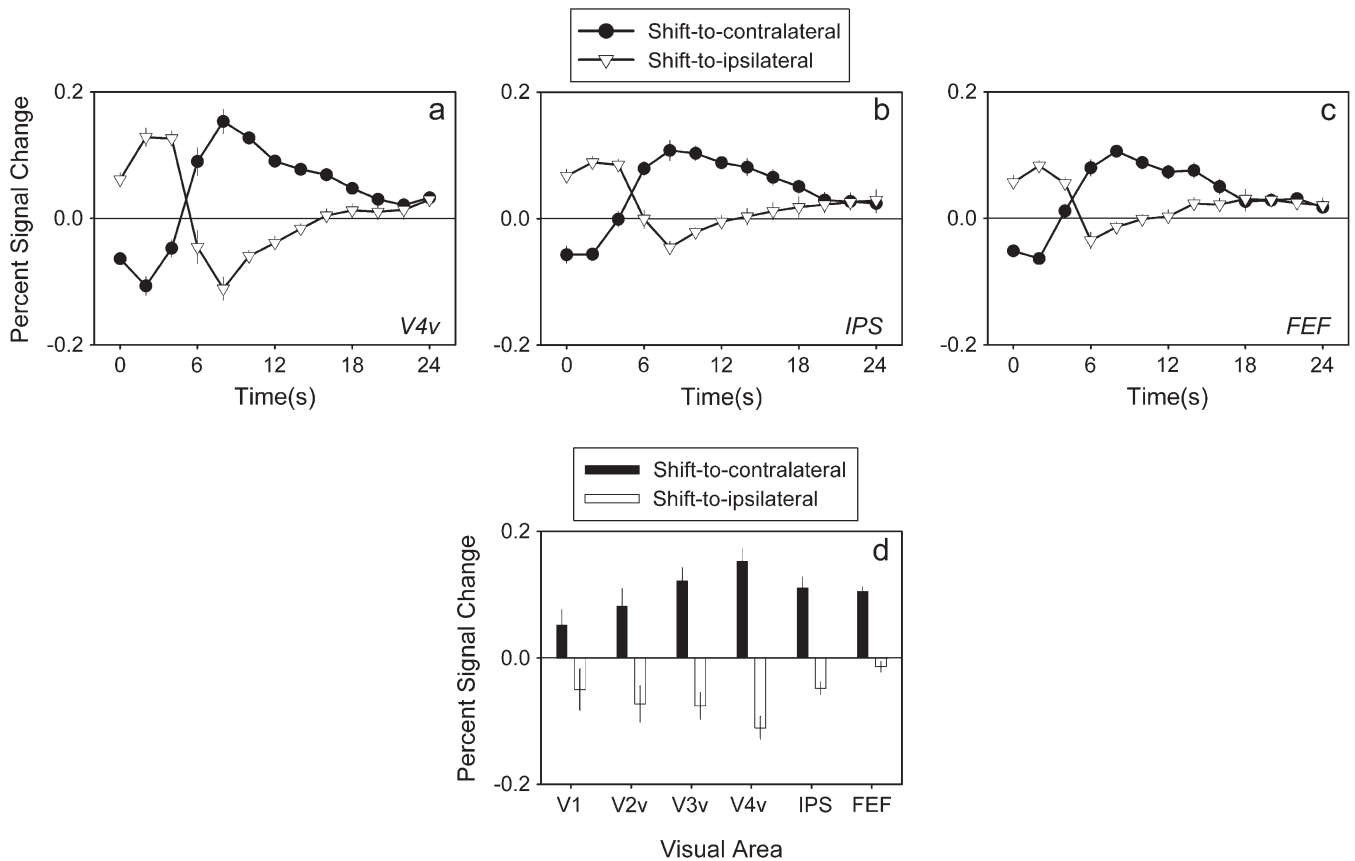 Shift-to-contralateral
Shift-to-ipsilateral
Percent Signal Change
0.2
0.0
-0.2
a
V4v
0 6 12 18 24
Time(s)
0.2
0.0
-0.2
b
IPS
0 6 12 18 24
Time(s)
0.2
0.0
-0.2
c
FEF
0 6 12 18 24
Time(s)
Shift-to-contralateral
Shift-to-ipsilateral
Percent Signal Change
0.2
0.0
-0.2
d
V1 V2v V3v V4v IPS FEF
Visual Area